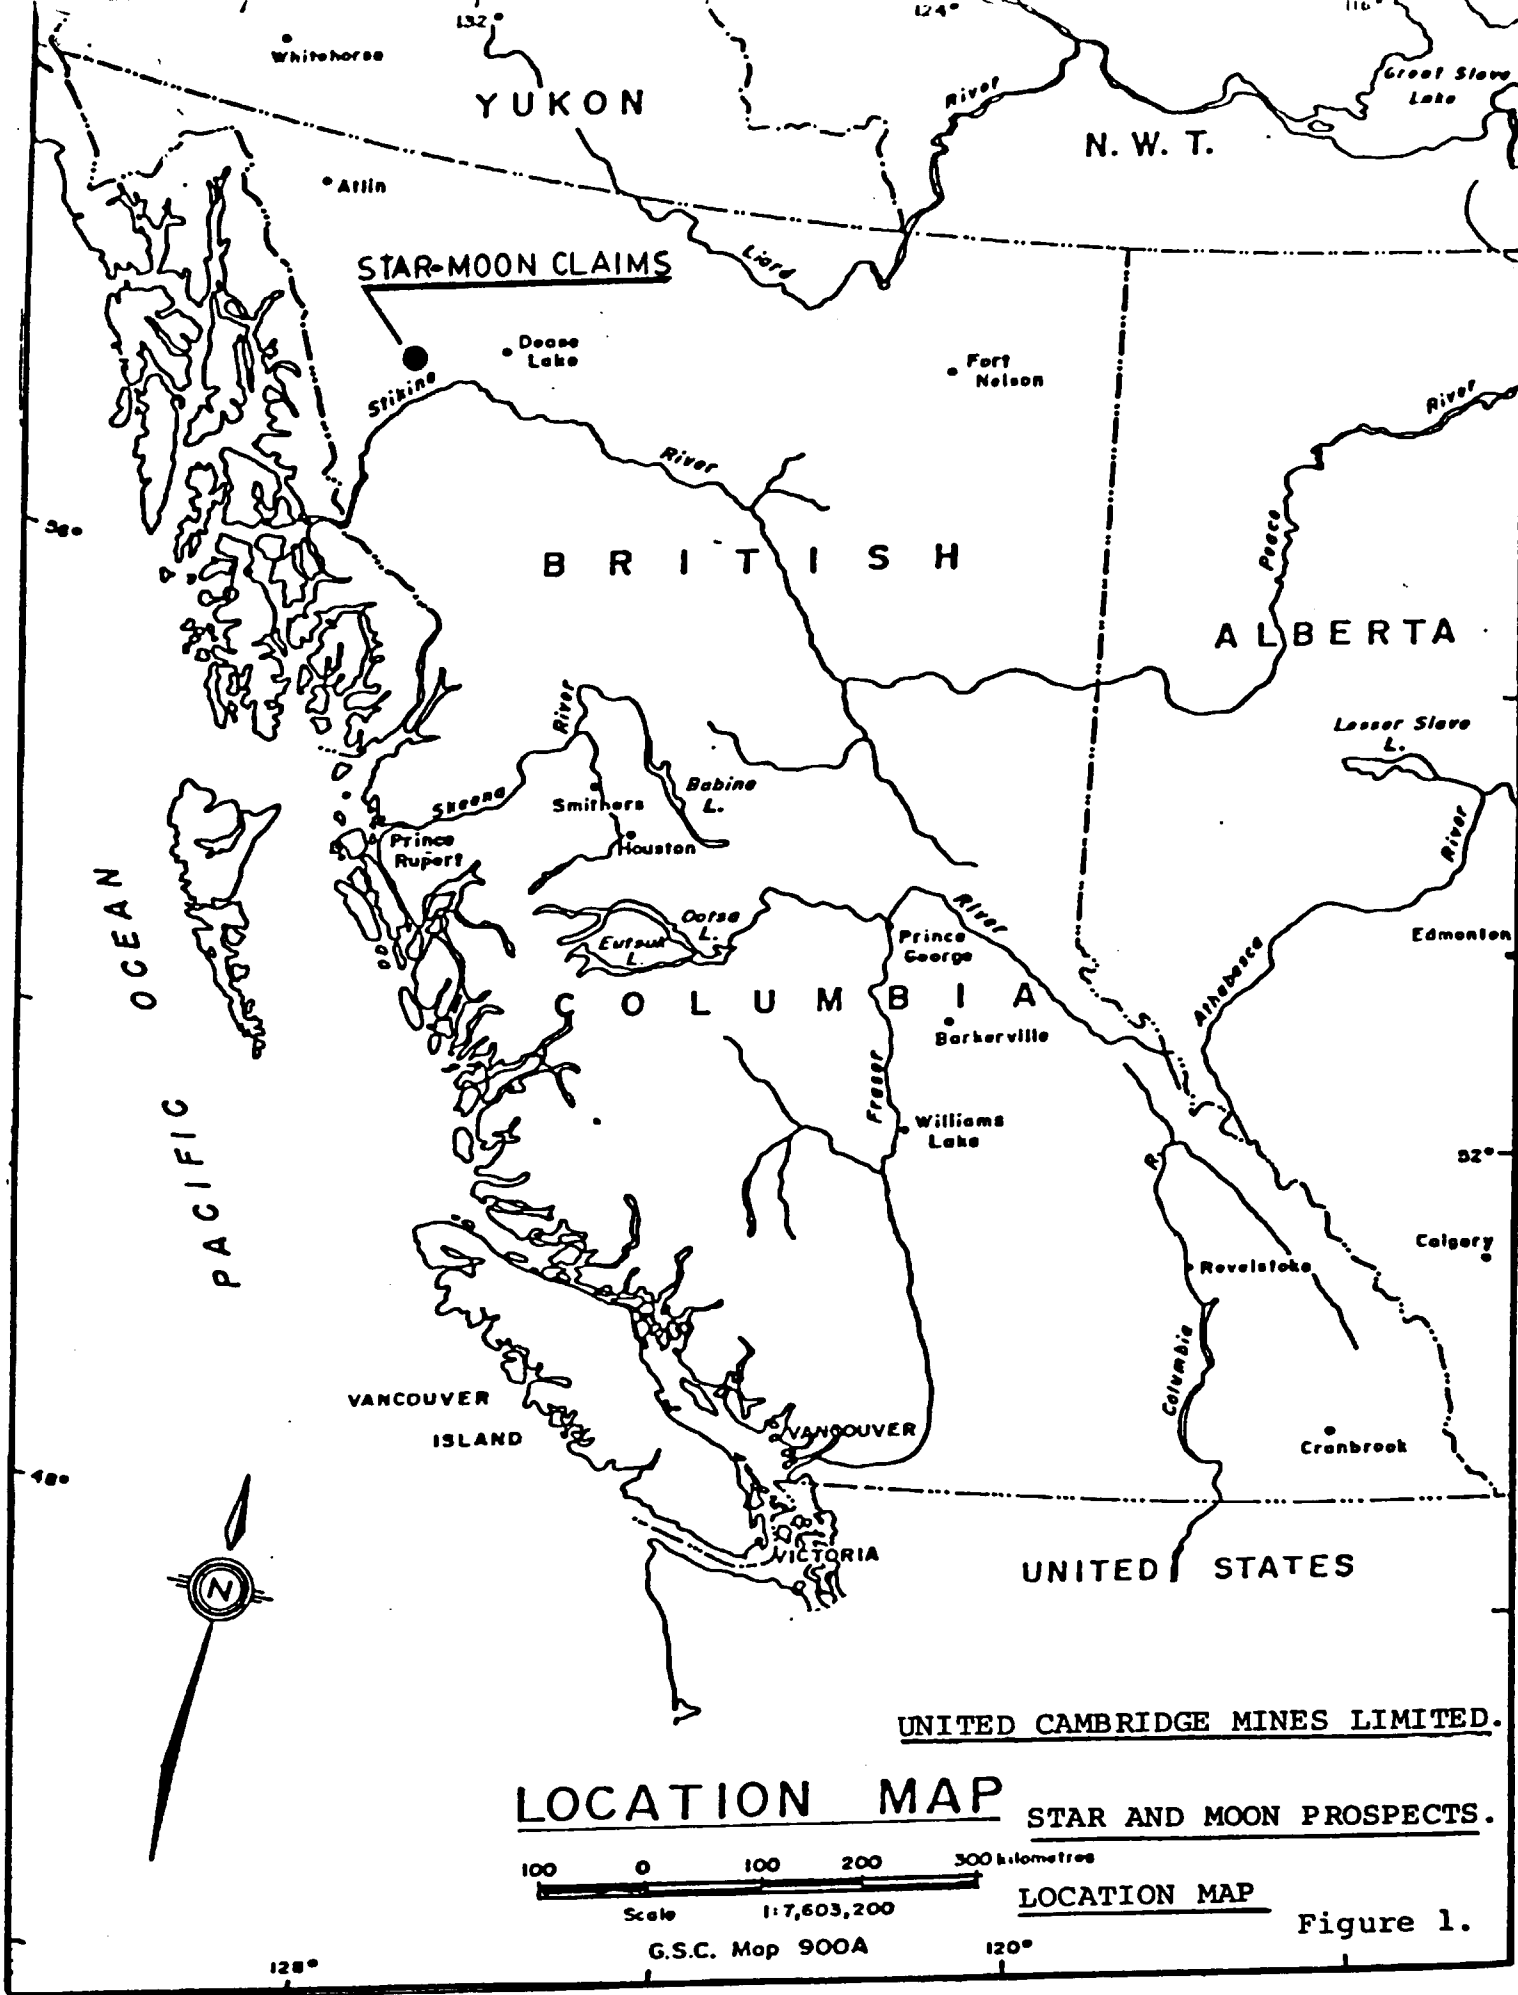 132°
124°
116°
Whitehorse
Great Slave
Lake
YUKON
River
N.W.T.
Atlin
Liard
STAR-MOON CLAIMS
Dease
Lake
Fort
Nelson
Stikine
River
River
56°
BRITISH
Peace
ALBERTA
River
Lesser Slave
L.
Skeena
Smithers
Babine
L.
Prince
Rupert
Houston
River
OCEAN
Ootsa
L.
Eutsuk
L.
River
Prince
George
Edmonton
Athabasca
COLUMBIA
Barkerville
Fraser
PACIFIC
Williams
Lake
R.
52°
Calgary
Revelstoke
Columbia
VANCOUVER
ISLAND
VANCOUVER
Cranbrook
48°
VICTORIA
UNITED STATES
N
UNITED CAMBRIDGE MINES LIMITED.
LOCATION MAP
STAR AND MOON PROSPECTS.
100 0 100 200 300 kilometres
LOCATION MAP
Scale 1:7,603,200
Figure 1.
G.S.C. Map 900A
128°
120°